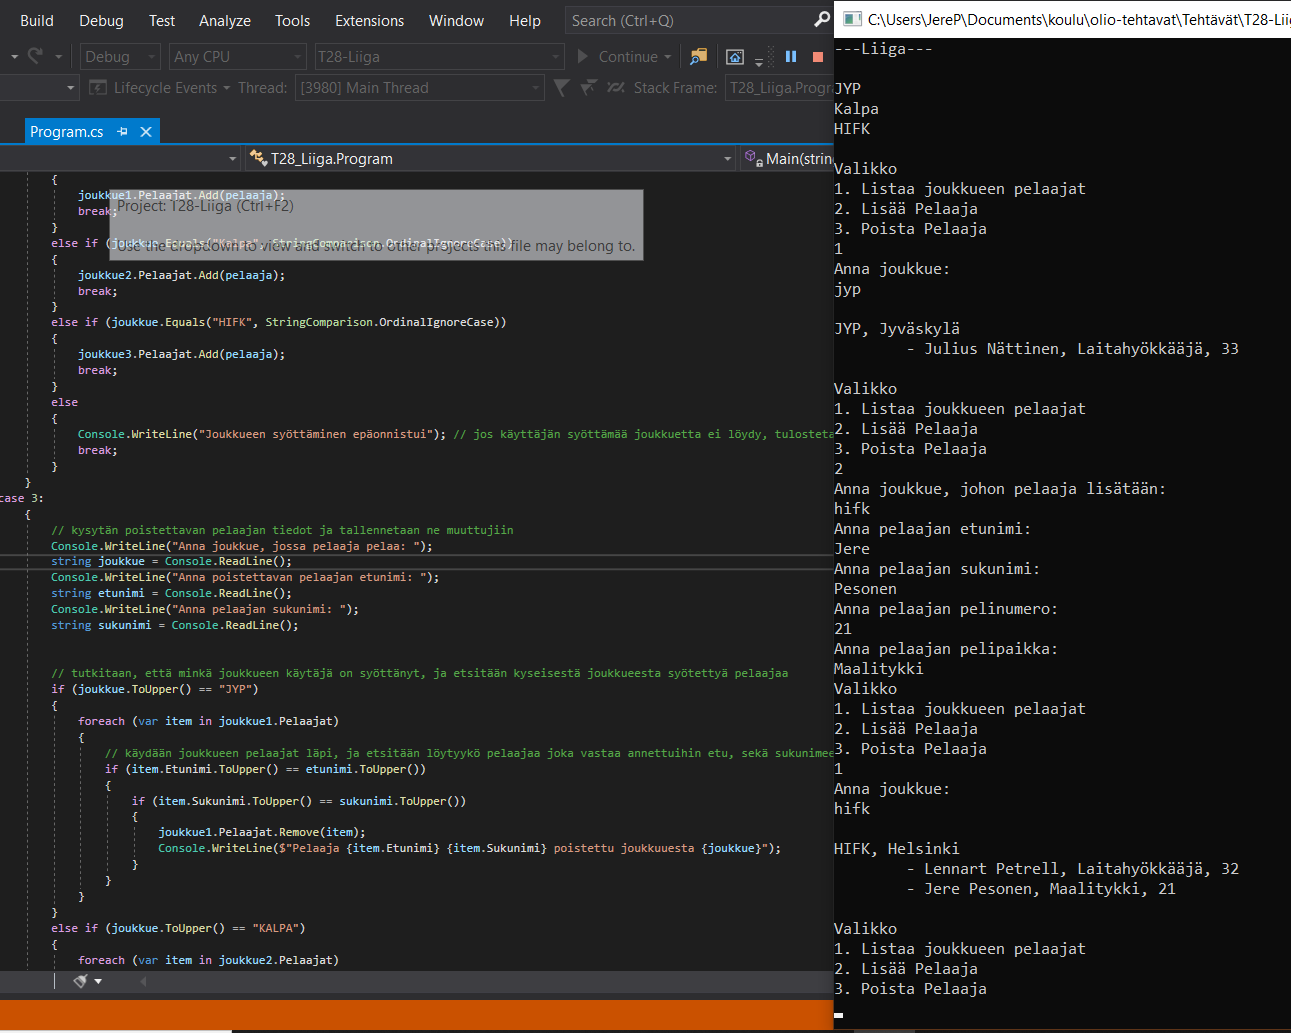 Build Debug Test Analyze Tools Extensions Window Help Search (Ctrl+Q)
Debug Any CPU T28-Liiga Continue
Lifecycle Events Thread: [3980] Main Thread Stack Frame: T28_Liiga.Progra
Program.cs
T28_Liiga.Program Main(strin
{
joukkue1.Pelaajat.Add(pelaaja);
break;
}
Project: T28-Liiga (Ctrl+F2)
else if (joukkue.Equals("Kalpa", StringComparison.OrdinalIgnoreCase))
Use the dropdown to view and switch to other projects this file may belong to.
{
joukkue2.Pelaajat.Add(pelaaja);
break;
}
else if (joukkue.Equals("HIFK", StringComparison.OrdinalIgnoreCase))
{
joukkue3.Pelaajat.Add(pelaaja);
break;
}
else
{
Console.WriteLine("Joukkueen syöttäminen epäonnistui"); // jos käyttäjän syöttämää joukkuetta ei löydy, tulosteta
break;
}
}
case 3:
{
// kysytän poistettavan pelaajan tiedot ja tallennetaan ne muuttujiin
Console.WriteLine("Anna joukkue, jossa pelaaja pelaa: ");
string joukkue = Console.ReadLine();
Console.WriteLine("Anna poistettavan pelaajan etunimi: ");
string etunimi = Console.ReadLine();
Console.WriteLine("Anna pelaajan sukunimi: ");
string sukunimi = Console.ReadLine();
// tutkitaan, että minkä joukkueen käytäjä on syöttänyt, ja etsitään kyseisestä joukkueesta syötettyä pelaajaa
if (joukkue.ToUpper() == "JYP")
{
foreach (var item in joukkue1.Pelaajat)
{
// käydään joukkueen pelaajat läpi, ja etsitään löytyykö pelaajaa joka vastaa annettuihin etu, sekä sukunimee
if (item.Etunimi.ToUpper() == etunimi.ToUpper())
{
if (item.Sukunimi.ToUpper() == sukunimi.ToUpper())
{
joukkue1.Pelaajat.Remove(item);
Console.WriteLine($"Pelaaja {item.Etunimi} {item.Sukunimi} poistettu joukkuuesta {joukkue}");
}
}
}
}
else if (joukkue.ToUpper() == "KALPA")
{
foreach (var item in joukkue2.Pelaajat)
C:\Users\JereP\Documents\koulu\olio-tehtavat\Tehtävät\T28-Lii
---Liiga---
JYP
Kalpa
HIFK
Valikko
1. Listaa joukkueen pelaajat
2. Lisää Pelaaja
3. Poista Pelaaja
1
Anna joukkue:
jyp
JYP, Jyväskylä
- Julius Nättinen, Laitahyökkääjä, 33
Valikko
1. Listaa joukkueen pelaajat
2. Lisää Pelaaja
3. Poista Pelaaja
2
Anna joukkue, johon pelaaja lisätään:
hifk
Anna pelaajan etunimi:
Jere
Anna pelaajan sukunimi:
Pesonen
Anna pelaajan pelinumero:
21
Anna pelaajan pelipaikka:
Maalitykki
Valikko
1. Listaa joukkueen pelaajat
2. Lisää Pelaaja
3. Poista Pelaaja
1
Anna joukkue:
hifk
HIFK, Helsinki
- Lennart Petrell, Laitahyökkääjä, 32
- Jere Pesonen, Maalitykki, 21
Valikko
1. Listaa joukkueen pelaajat
2. Lisää Pelaaja
3. Poista Pelaaja